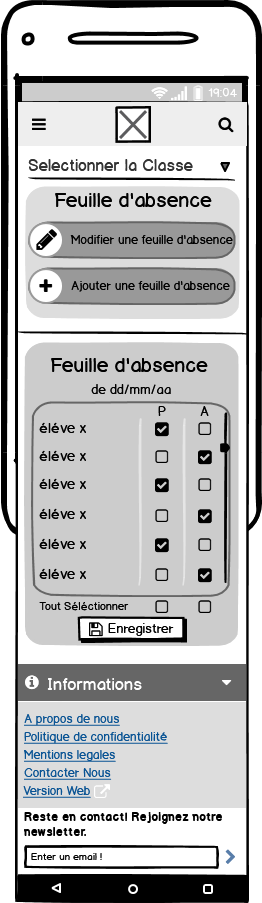 19:04
Selectionner la Classe
Feuille d'absence
Modifier une feuille d'absence
Ajouter une feuille d'absence
Feuille d'absence
de dd/mm/aa
P A
éléve x
éléve x
éléve x
éléve x
éléve x
éléve x
Tout Séléctionner
Enregistrer
Informations
A propos de nous
Politique de confidentialité
Mentions legales
Contacter Nous
Version Web
Reste en contact! Rejoignez notre
newsletter.
Enter un email !